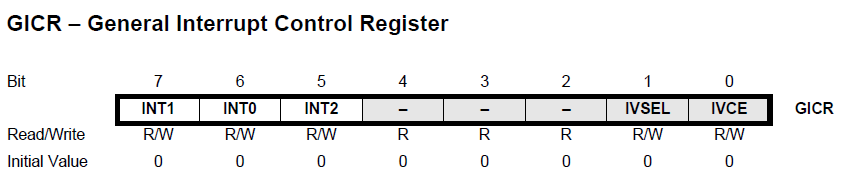 GICR – General Interrupt Control Register
Bit 7 6 5 4 3 2 1 0
INT1 INT0 INT2 – – – IVSEL IVCE GICR
Read/Write R/W R/W R/W R R R R/W R/W
Initial Value 0 0 0 0 0 0 0 0